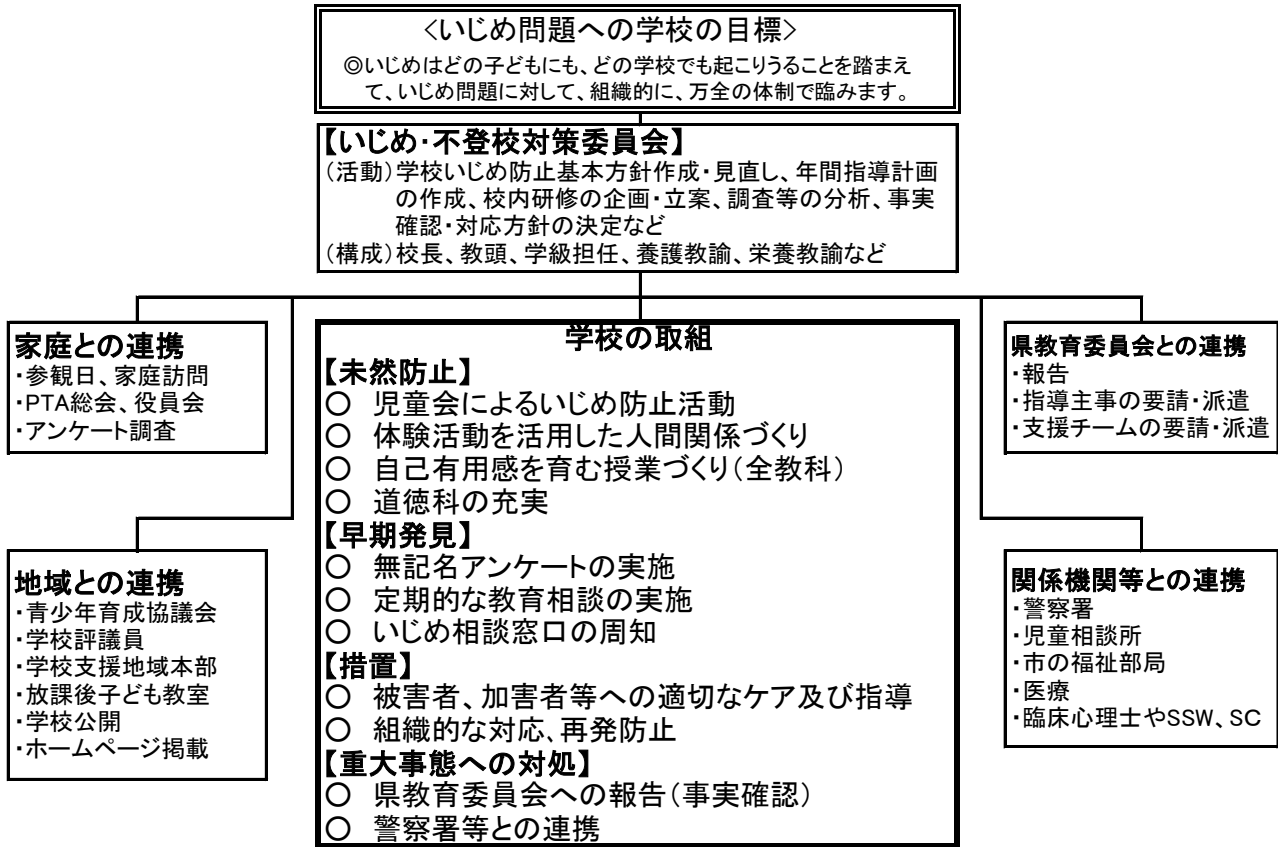 <いじめ問題への学校の目標>
◎いじめはどの子どもにも、どの学校でも起こりうることを踏まえ
て、いじめ問題に対して、組織的に、万全の体制で臨みます。
【いじめ・不登校対策委員会】
（活動）学校いじめ防止基本方針作成・見直し、年間指導計画
の作成、校内研修の企画・立案、調査等の分析、事実
確認・対応方針の決定など
（構成）校長、教頭、学級担任、養護教諭、栄養教諭など
家庭との連携
・参観日、家庭訪問
・PTA総会、役員会
・アンケート調査
地域との連携
・青少年育成協議会
・学校評議員
・学校支援地域本部
・放課後子ども教室
・学校公開
・ホームページ掲載
学校の取組
【未然防止】
○ 児童会によるいじめ防止活動
○ 体験活動を活用した人間関係づくり
○ 自己有用感を育む授業づくり（全教科）
○ 道徳科の充実
【早期発見】
○ 無記名アンケートの実施
○ 定期的な教育相談の実施
○ いじめ相談窓口の周知
【措置】
○ 被害者、加害者等への適切なケア及び指導
○ 組織的な対応、再発防止
【重大事態への対処】
○ 県教育委員会への報告（事実確認）
○ 警察署等との連携
県教育委員会との連携
・報告
・指導主事の要請・派遣
・支援チームの要請・派遣
関係機関等との連携
・警察署
・児童相談所
・市の福祉部局
・医療
・臨床心理士やSSW、SC